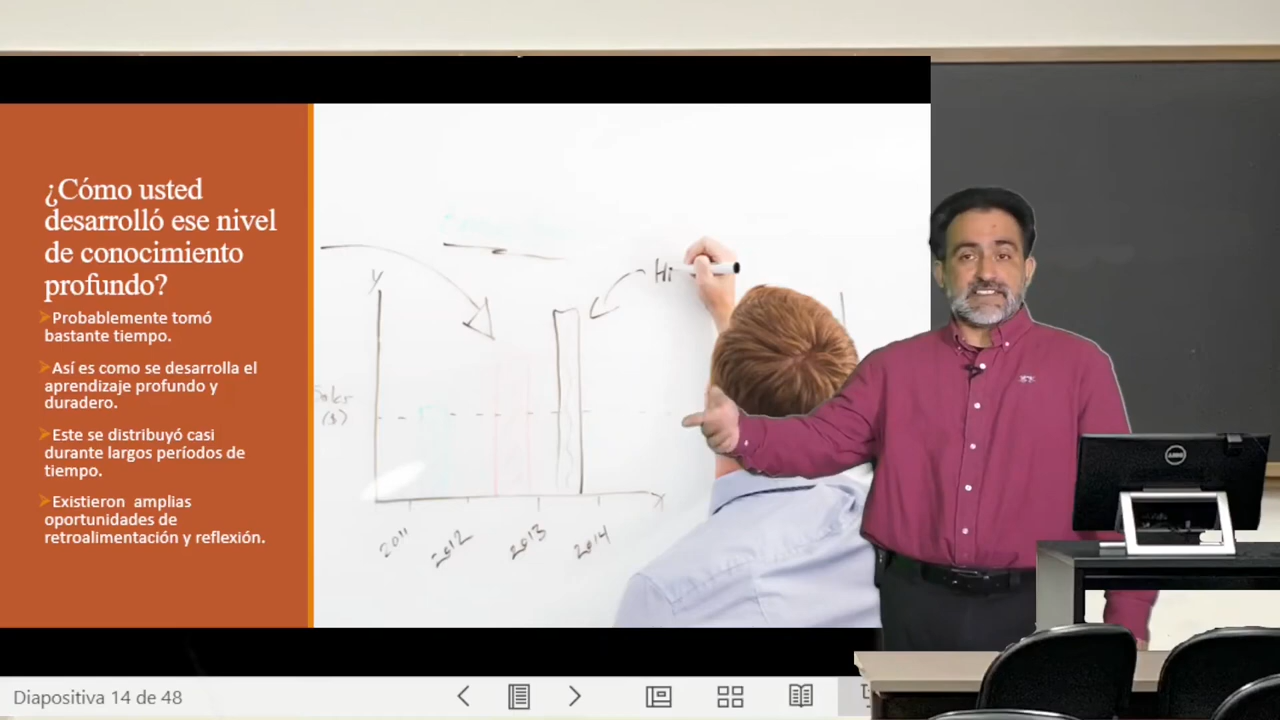 ¿Cómo usted
desarrolló ese nivel
de conocimiento
profundo?
Probablemente tomó
bastante tiempo.
Así es como se desarrolla el
aprendizaje profundo y
duradero.
Este se distribuyó casi
durante largos períodos de
tiempo.
Existieron amplias
oportunidades de
retroalimentación y reflexión.
Hi
y
Sales
($)
x
2011
2012
2013
2014
DELL
Diapositiva 14 de 48